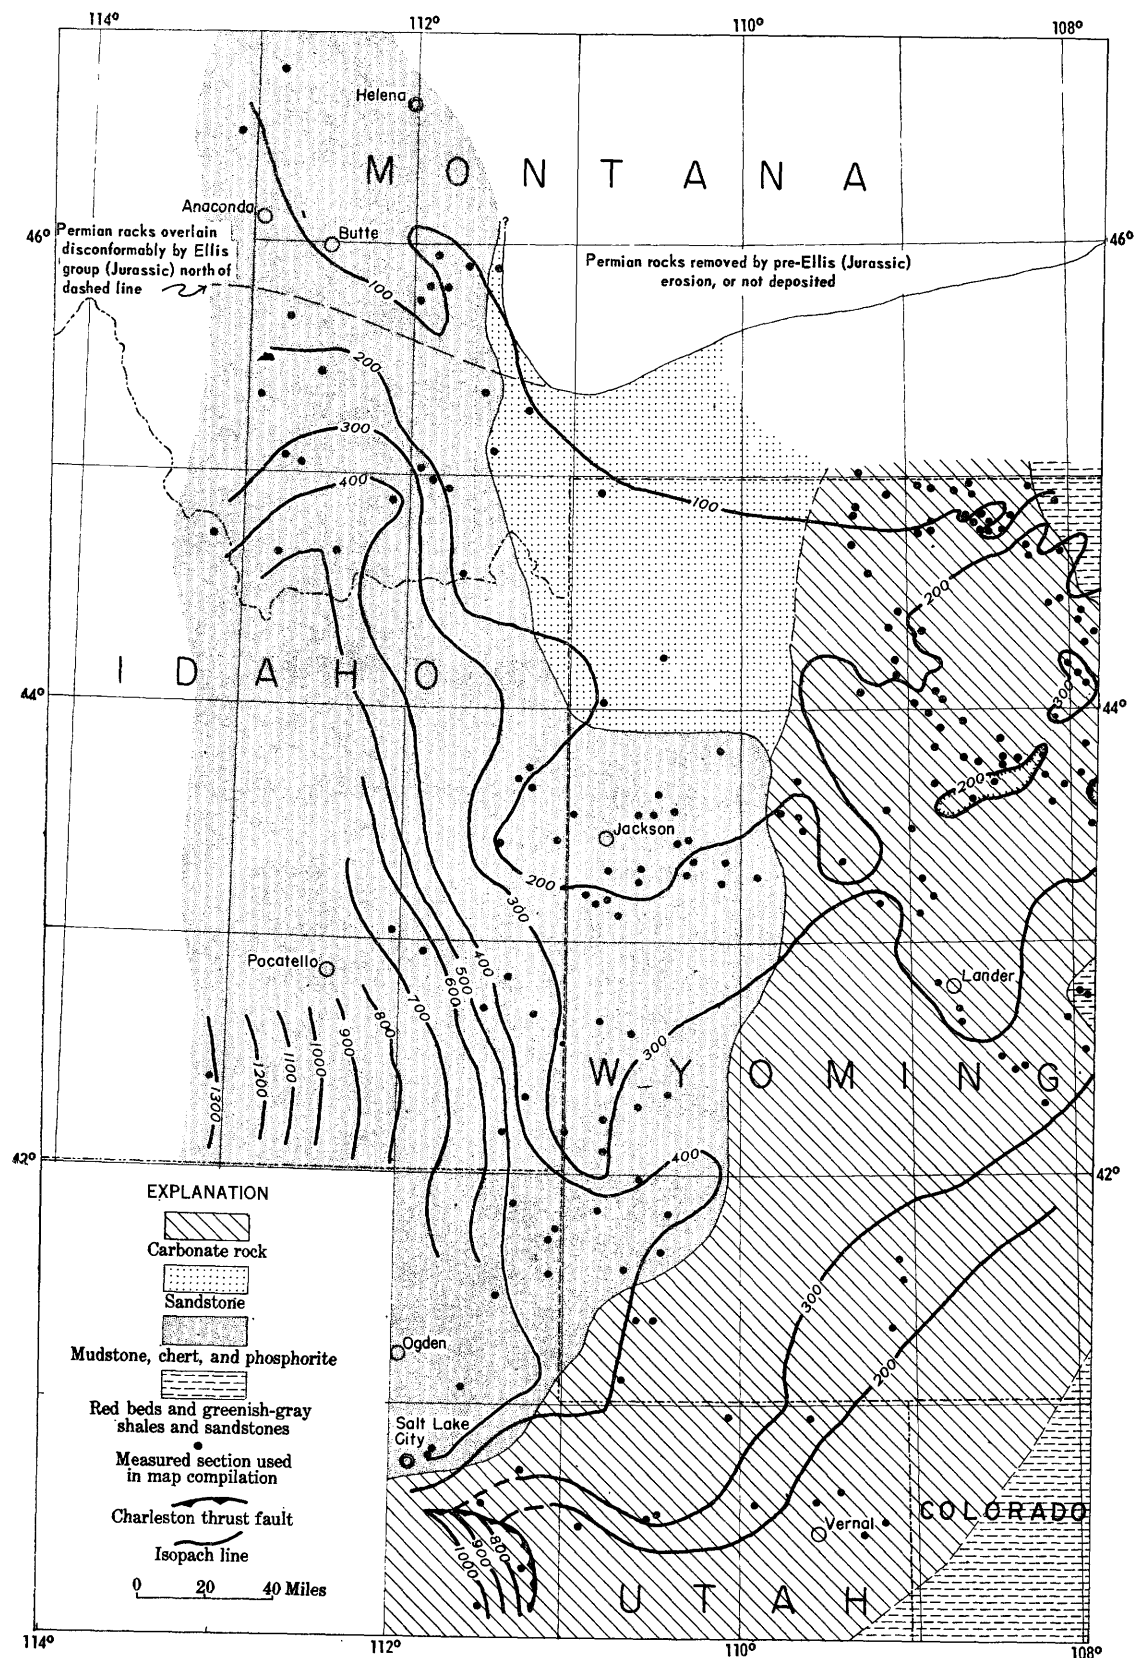 114° 112° 110° 108°
Helena
M O N T A N A
Anaconda
Butte
?
46°
46°
Permian rocks overlain
disconformably by Ellis
group (Jurassic) north of
dashed line
Permian rocks removed by pre-Ellis (Jurassic)
erosion, or not deposited
100
200
300
400
100
200
I D A H O
44°
44°
300
200
Jackson
200
300
Pocatello
400
500
600
700
800
900
1000
1100
1200
1300
Lander
300
W Y O M I N G
42°
400
42°
EXPLANATION
Carbonate rock
Sandstone
Mudstone, chert, and phosphorite
Red beds and greenish-gray
shales and sandstones
Measured section used
in map compilation
Charleston thrust fault
Isopach line
0 20 40 Miles
300
Ogden
200
Salt Lake
City
COLORADO
Vernal
800
900
1000
U T A H
114° 112° 110° 108°